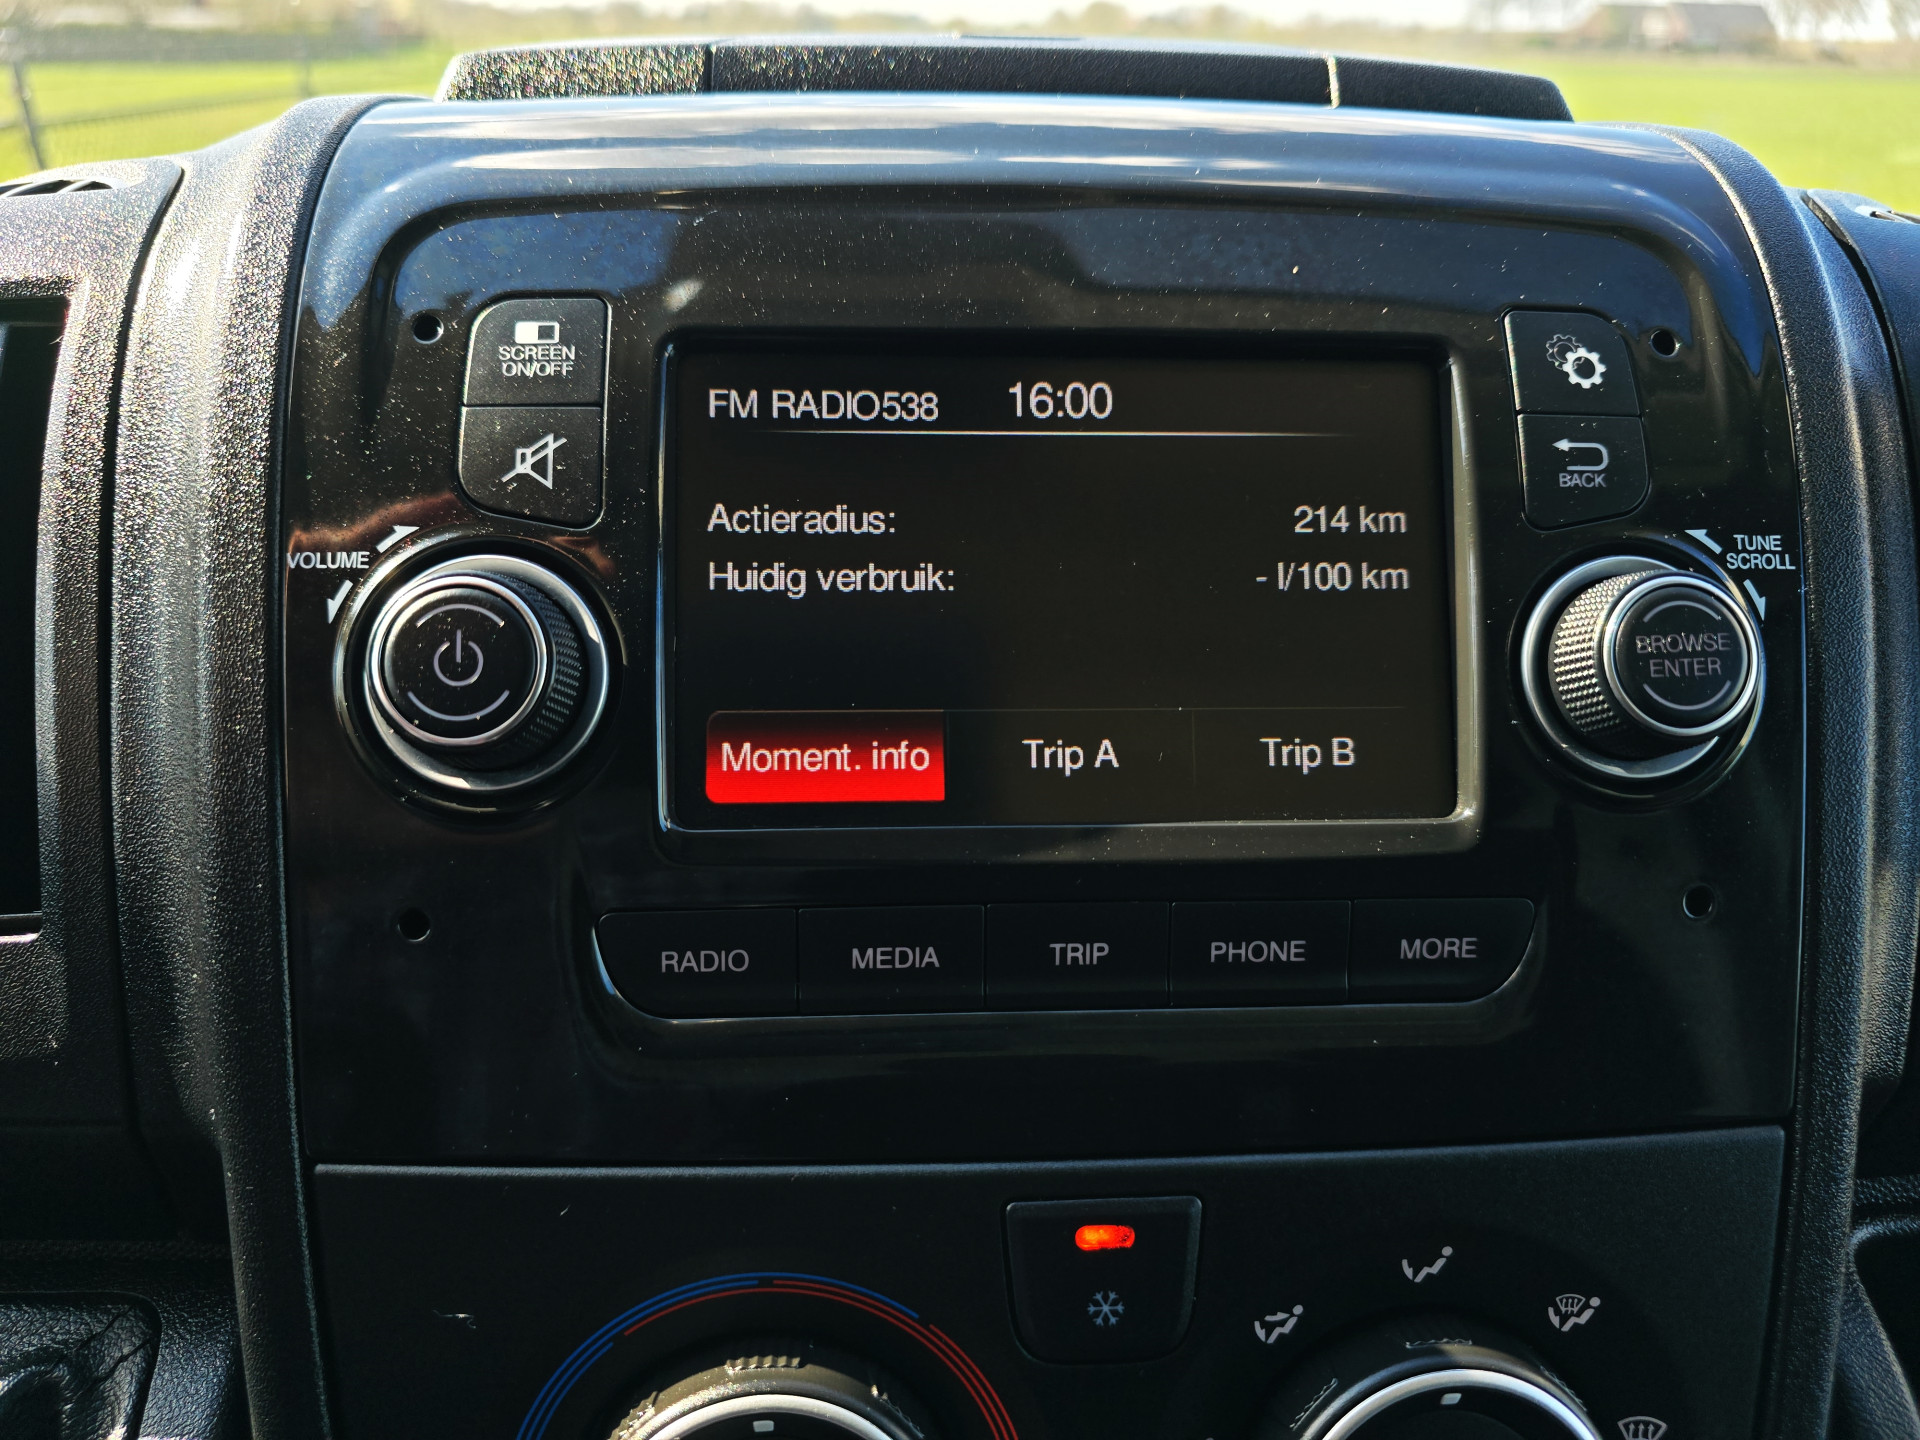 SCREEN
ON/OFF
FM RADIO538 16:00
BACK
Actieradius: 214 km
Huidig verbruik: - l/100 km
VOLUME
TUNE
SCROLL
BROWSE
ENTER
Moment. info Trip A Trip B
RADIO MEDIA TRIP PHONE MORE